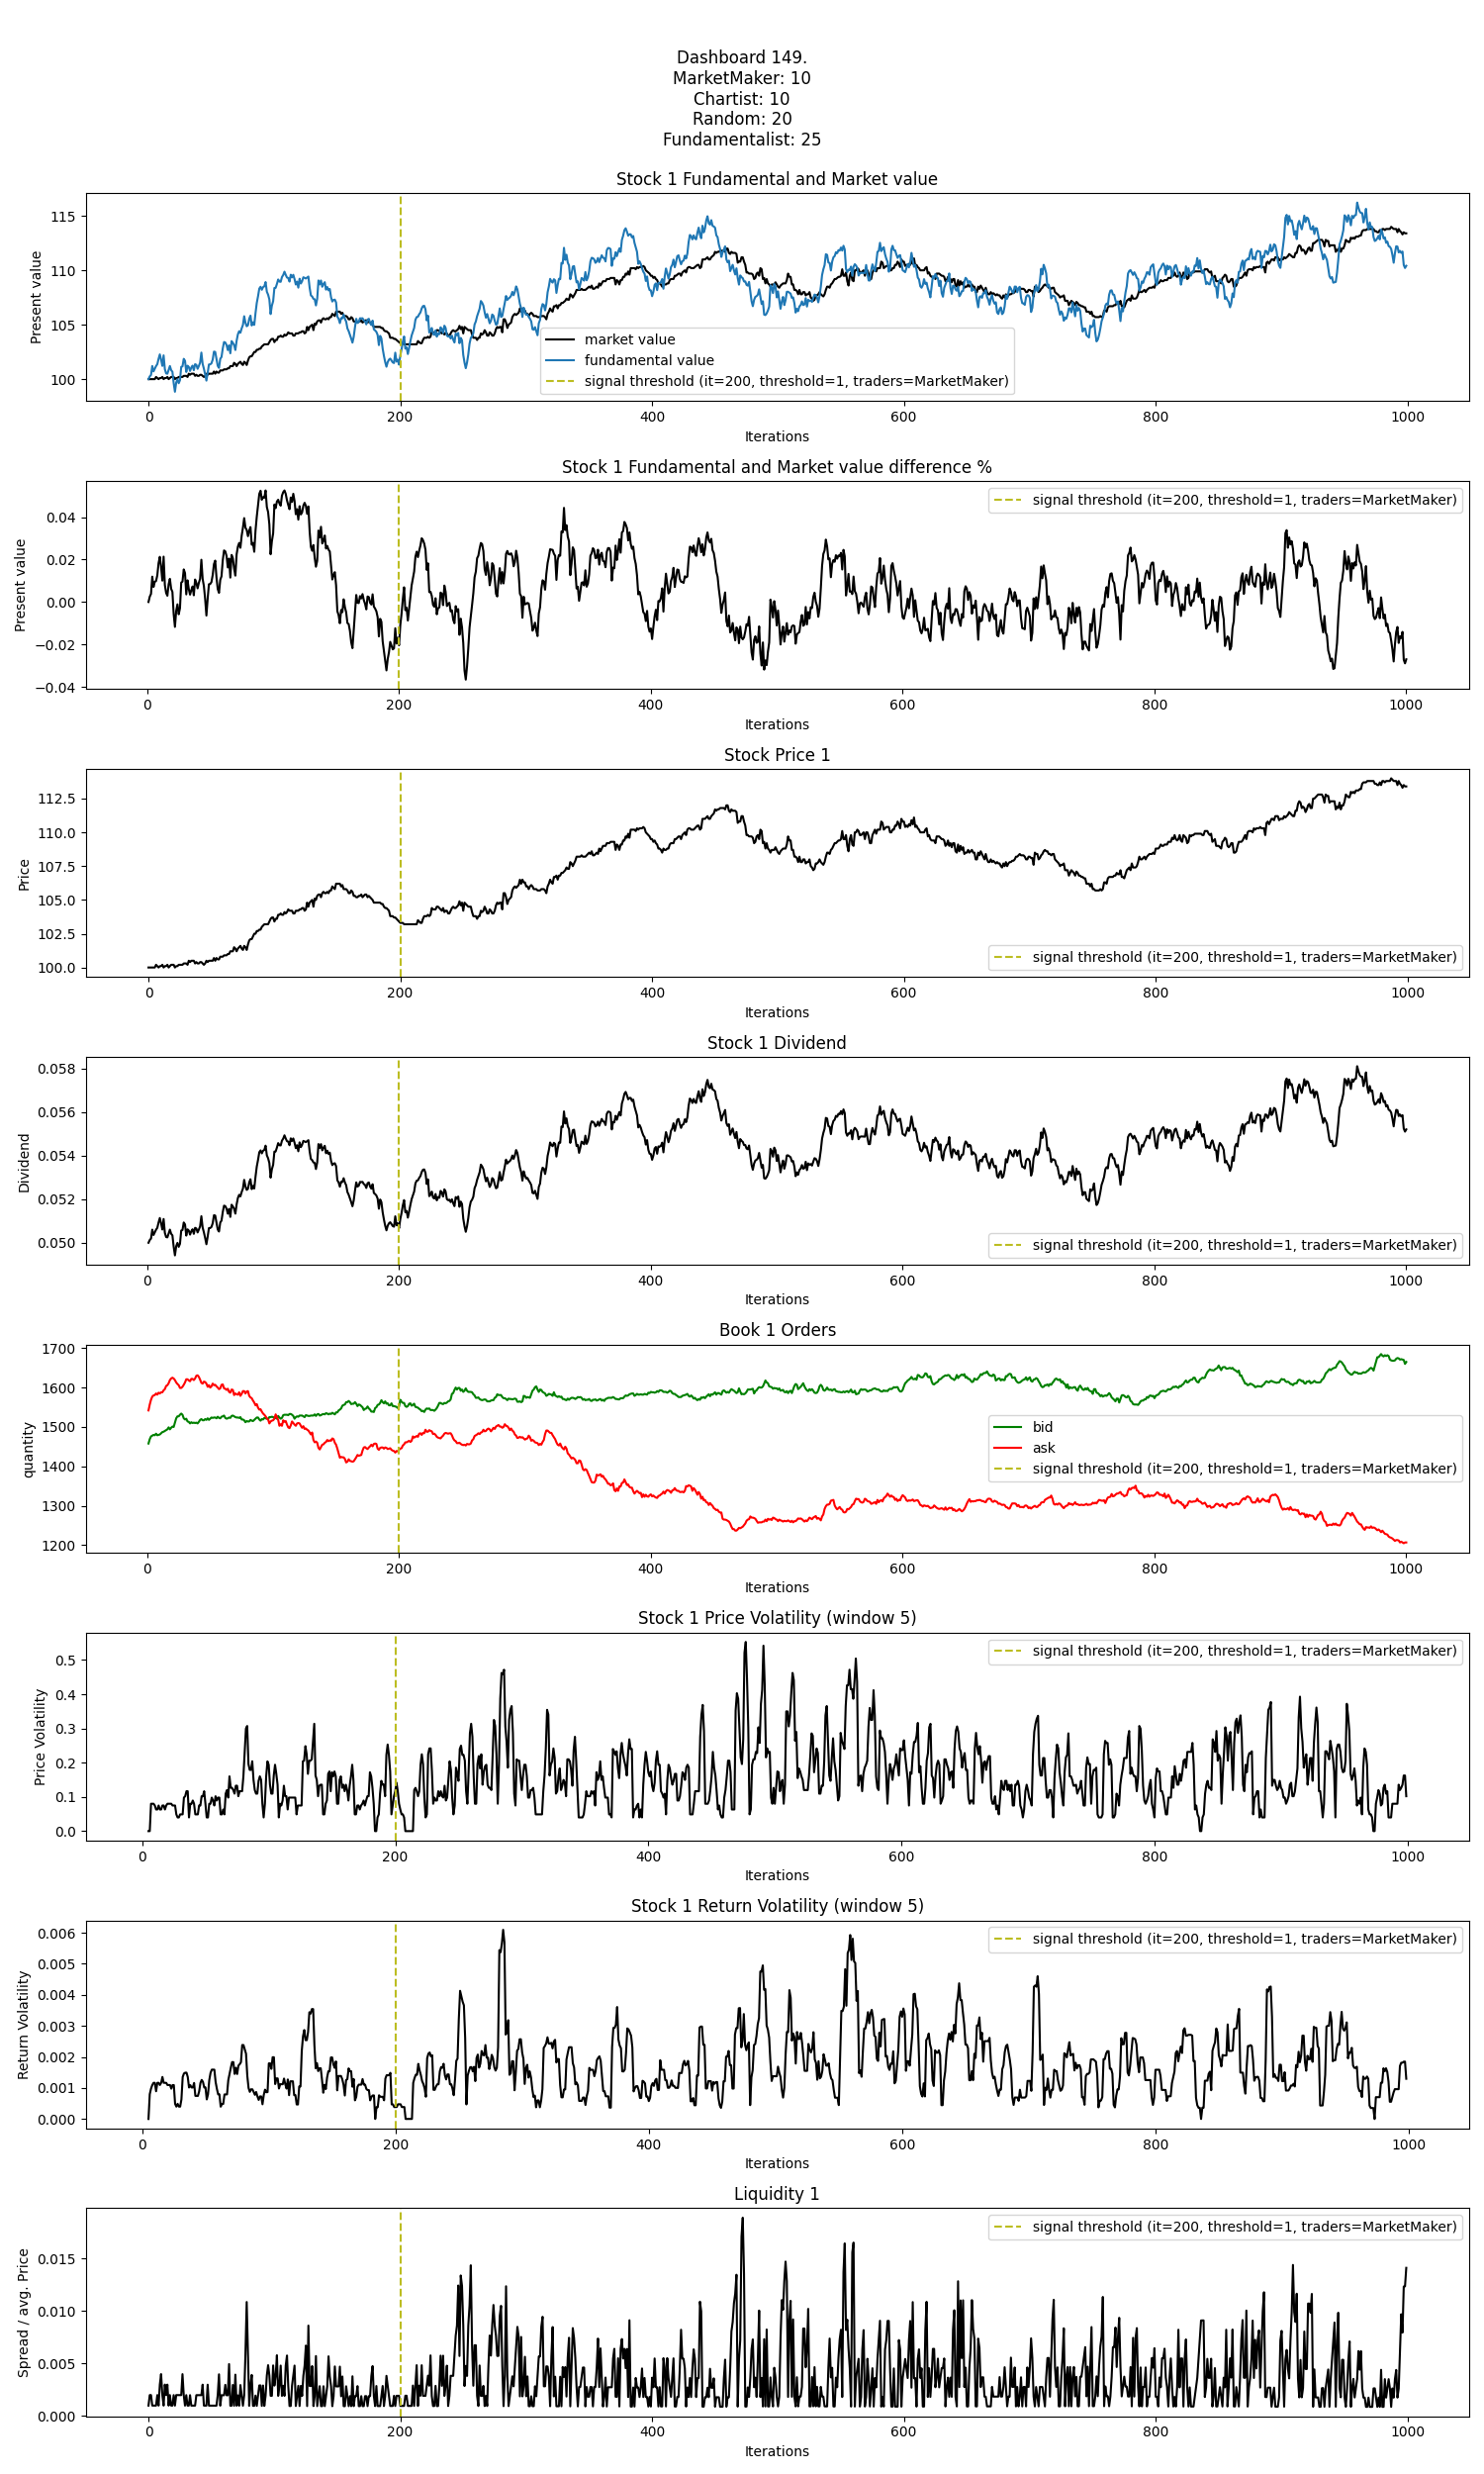 Dashboard 149.
MarketMaker: 10
Chartist: 10
Random: 20
Fundamentalist: 25
Stock 1 Fundamental and Market value
Present value
115
110
105
100
market value
fundamental value
signal threshold (it=200, threshold=1, traders=MarketMaker)
0 200 400 600 800 1000
Iterations
Stock 1 Fundamental and Market value difference %
Present value
0.04
0.02
0.00
−0.02
−0.04
signal threshold (it=200, threshold=1, traders=MarketMaker)
0 200 400 600 800 1000
Iterations
Stock Price 1
Price
112.5
110.0
107.5
105.0
102.5
100.0
signal threshold (it=200, threshold=1, traders=MarketMaker)
0 200 400 600 800 1000
Iterations
Stock 1 Dividend
Dividend
0.058
0.056
0.054
0.052
0.050
signal threshold (it=200, threshold=1, traders=MarketMaker)
0 200 400 600 800 1000
Iterations
Book 1 Orders
quantity
1700
1600
1500
1400
1300
1200
bid
ask
signal threshold (it=200, threshold=1, traders=MarketMaker)
0 200 400 600 800 1000
Iterations
Stock 1 Price Volatility (window 5)
Price Volatility
0.5
0.4
0.3
0.2
0.1
0.0
signal threshold (it=200, threshold=1, traders=MarketMaker)
0 200 400 600 800 1000
Iterations
Stock 1 Return Volatility (window 5)
Return Volatility
0.006
0.005
0.004
0.003
0.002
0.001
0.000
signal threshold (it=200, threshold=1, traders=MarketMaker)
0 200 400 600 800 1000
Iterations
Liquidity 1
Spread / avg. Price
0.015
0.010
0.005
0.000
signal threshold (it=200, threshold=1, traders=MarketMaker)
0 200 400 600 800 1000
Iterations